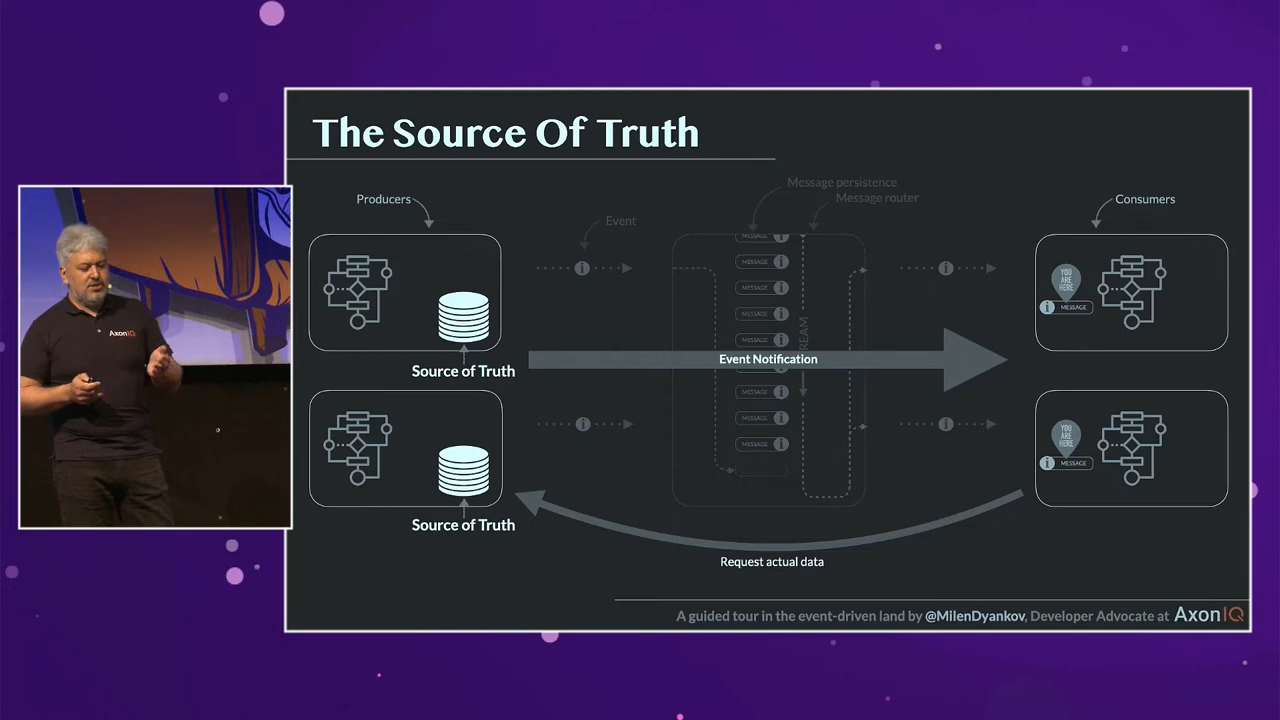 The Source Of Truth
Message persistence
Message router
Producers
Consumers
Event
MESSAGE
MESSAGE
MESSAGE
MESSAGE
MESSAGE
MESSAGE
MESSAGE
MESSAGE
YOU
ARE
HERE
MESSAGE
Event Notification
Source of Truth
YOU
ARE
HERE
MESSAGE
Source of Truth
Request actual data
A guided tour in the event-driven land by @MilenDyankov, Developer Advocate at AxonIQ
AxonIQ